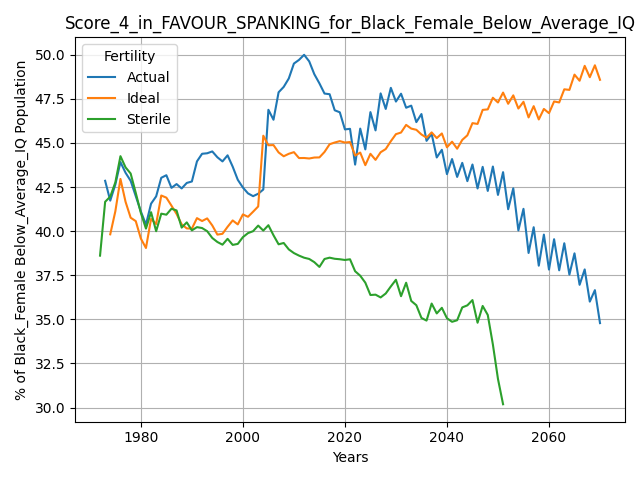 Score_4_in_FAVOUR_SPANKING_for_Black_Female_Below_Average_IQ
% of Black_Female Below_Average_IQ Population
50.0
47.5
45.0
42.5
40.0
37.5
35.0
32.5
30.0
Fertility
Actual
Ideal
Sterile
1980 2000 2020 2040 2060
Years